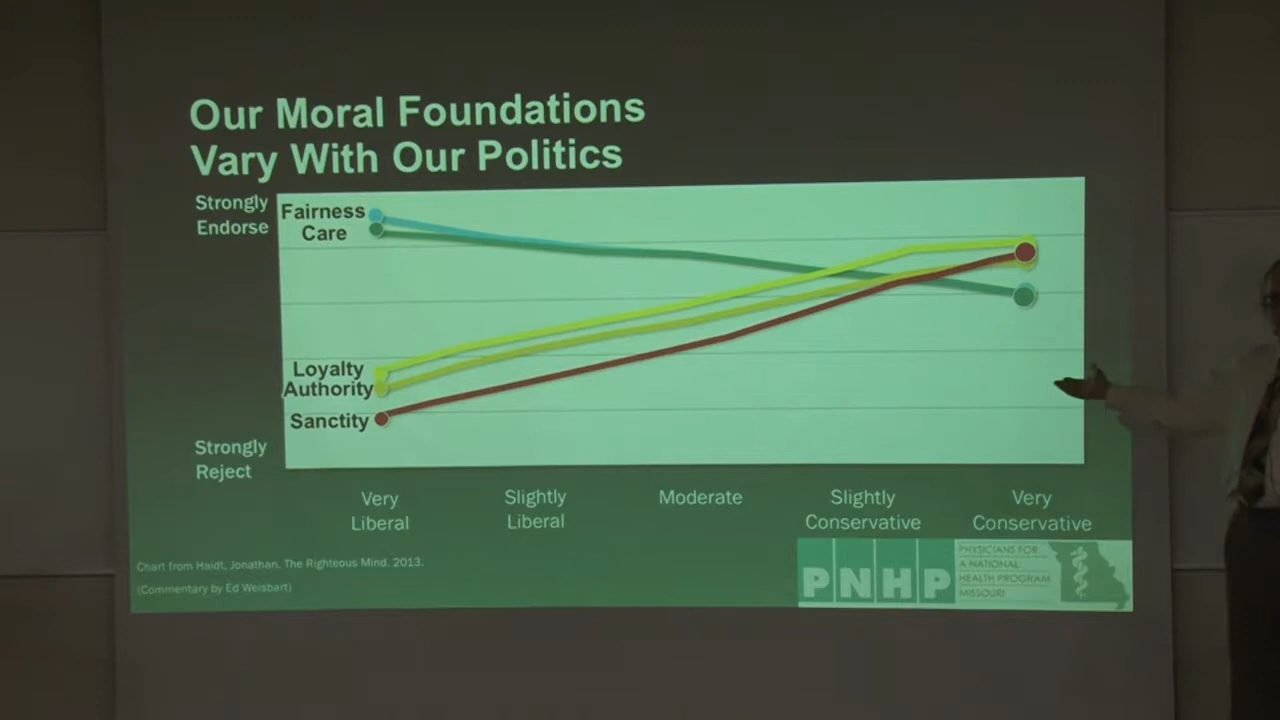 Our Moral Foundations
Vary With Our Politics
Strongly
Endorse
Fairness
Care
Loyalty
Authority
Sanctity
Strongly
Reject
Very
Liberal
Slightly
Liberal
Moderate
Slightly
Conservative
Very
Conservative
Chart from Haidt, Jonathan. The Righteous Mind. 2013.
(Commentary by Ed Weisbart)
PNHP
PHYSICIANS FOR
A NATIONAL
HEALTH PROGRAM
MISSOURI